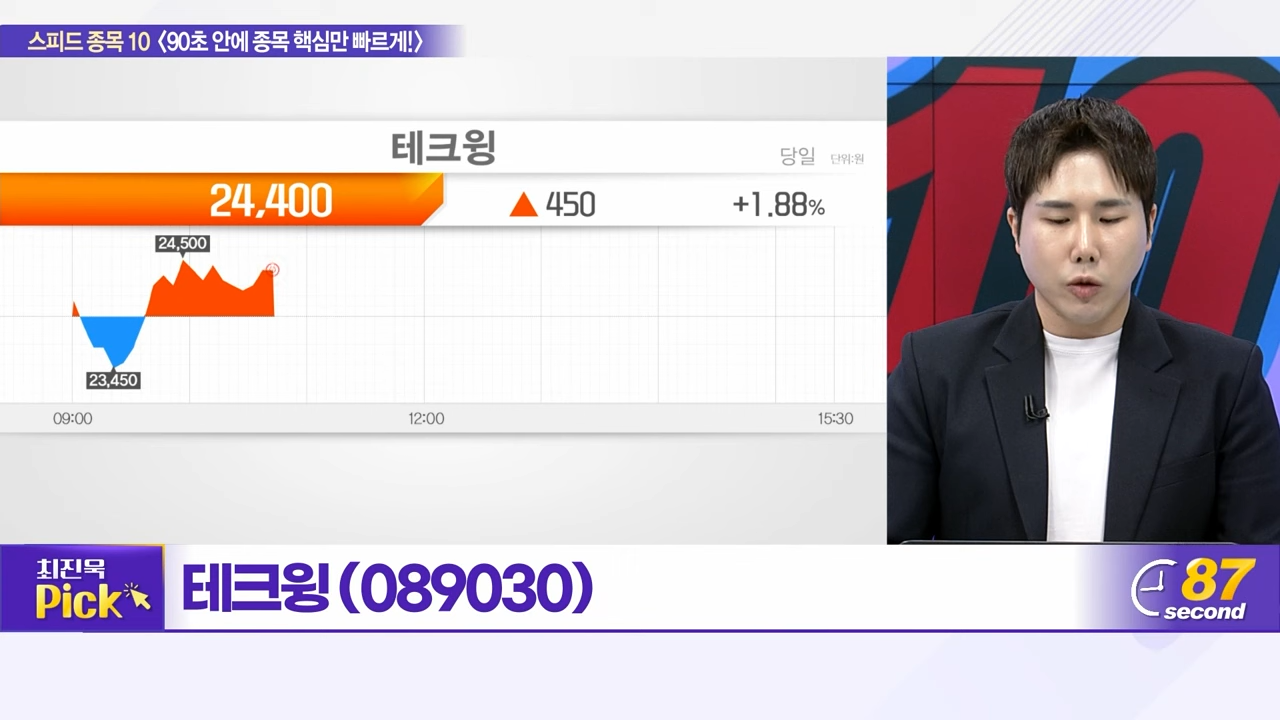 스피드 종목 10 〈90초 안에 종목 핵심만 빠르게!〉
테크윙
당일 단위:원
24,400 ▲ 450 +1.88%
24,500
23,450
09:00 12:00 15:30
10
최진욱
Pick
테크윙 (089030)
87
second